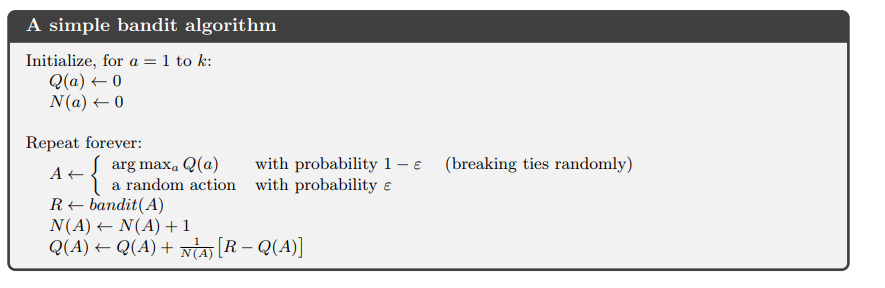 A simple bandit algorithm
Initialize, for a = 1 to k:
Q(a) ← 0
N(a) ← 0
Repeat forever:
A ← { arg maxₐ Q(a) with probability 1 − ε (breaking ties randomly)
a random action with probability ε
R ← bandit(A)
N(A) ← N(A) + 1
Q(A) ← Q(A) + 1/N(A) [R − Q(A)]